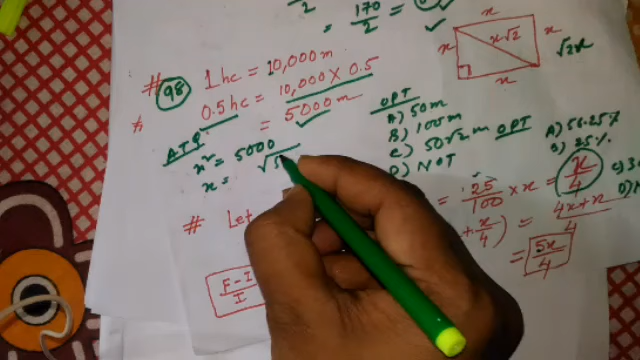 2
= 170/2 =
# 98 1 hc = 10,000 m
0.5 hc = 10,000 × 0.5
= 5000 m
ATQ
x² = 5000
x = √5
x
x x√2 x √2x
x
OPT
A) 50 m
B) 100 m
C) 50√2 m
D) NOT
OPT A) 56.25%
B) 25%
# Let
= 25/100 × x = x/4
+ x/4) = 4x + x / 4
= 5x/4
F-I/I